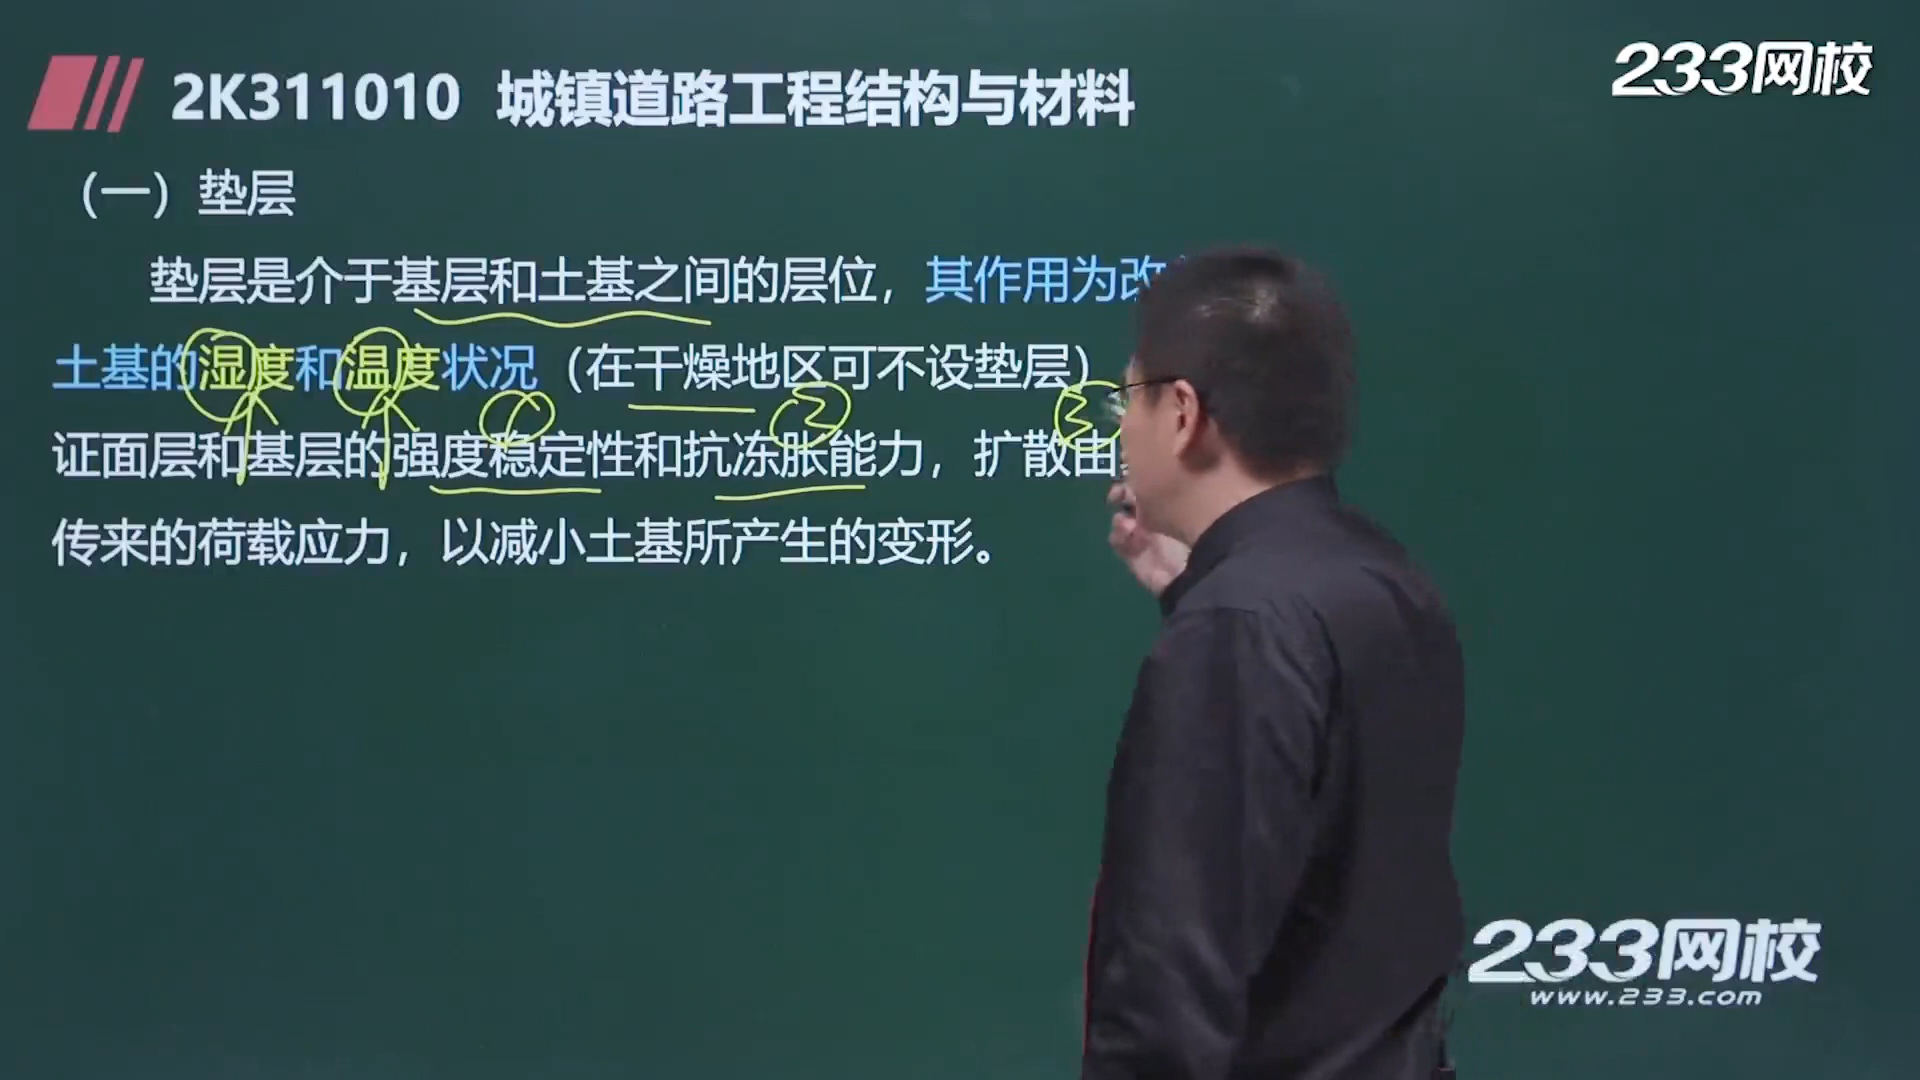 2K311010 城镇道路工程结构与材料
233网校
（一）垫层
垫层是介于基层和土基之间的层位，其作用为改
土基的湿度和温度状况（在干燥地区可不设垫层）
① ② ③
证面层和基层的强度稳定性和抗冻胀能力，扩散由
传来的荷载应力，以减小土基所产生的变形。
233网校
www.233.com